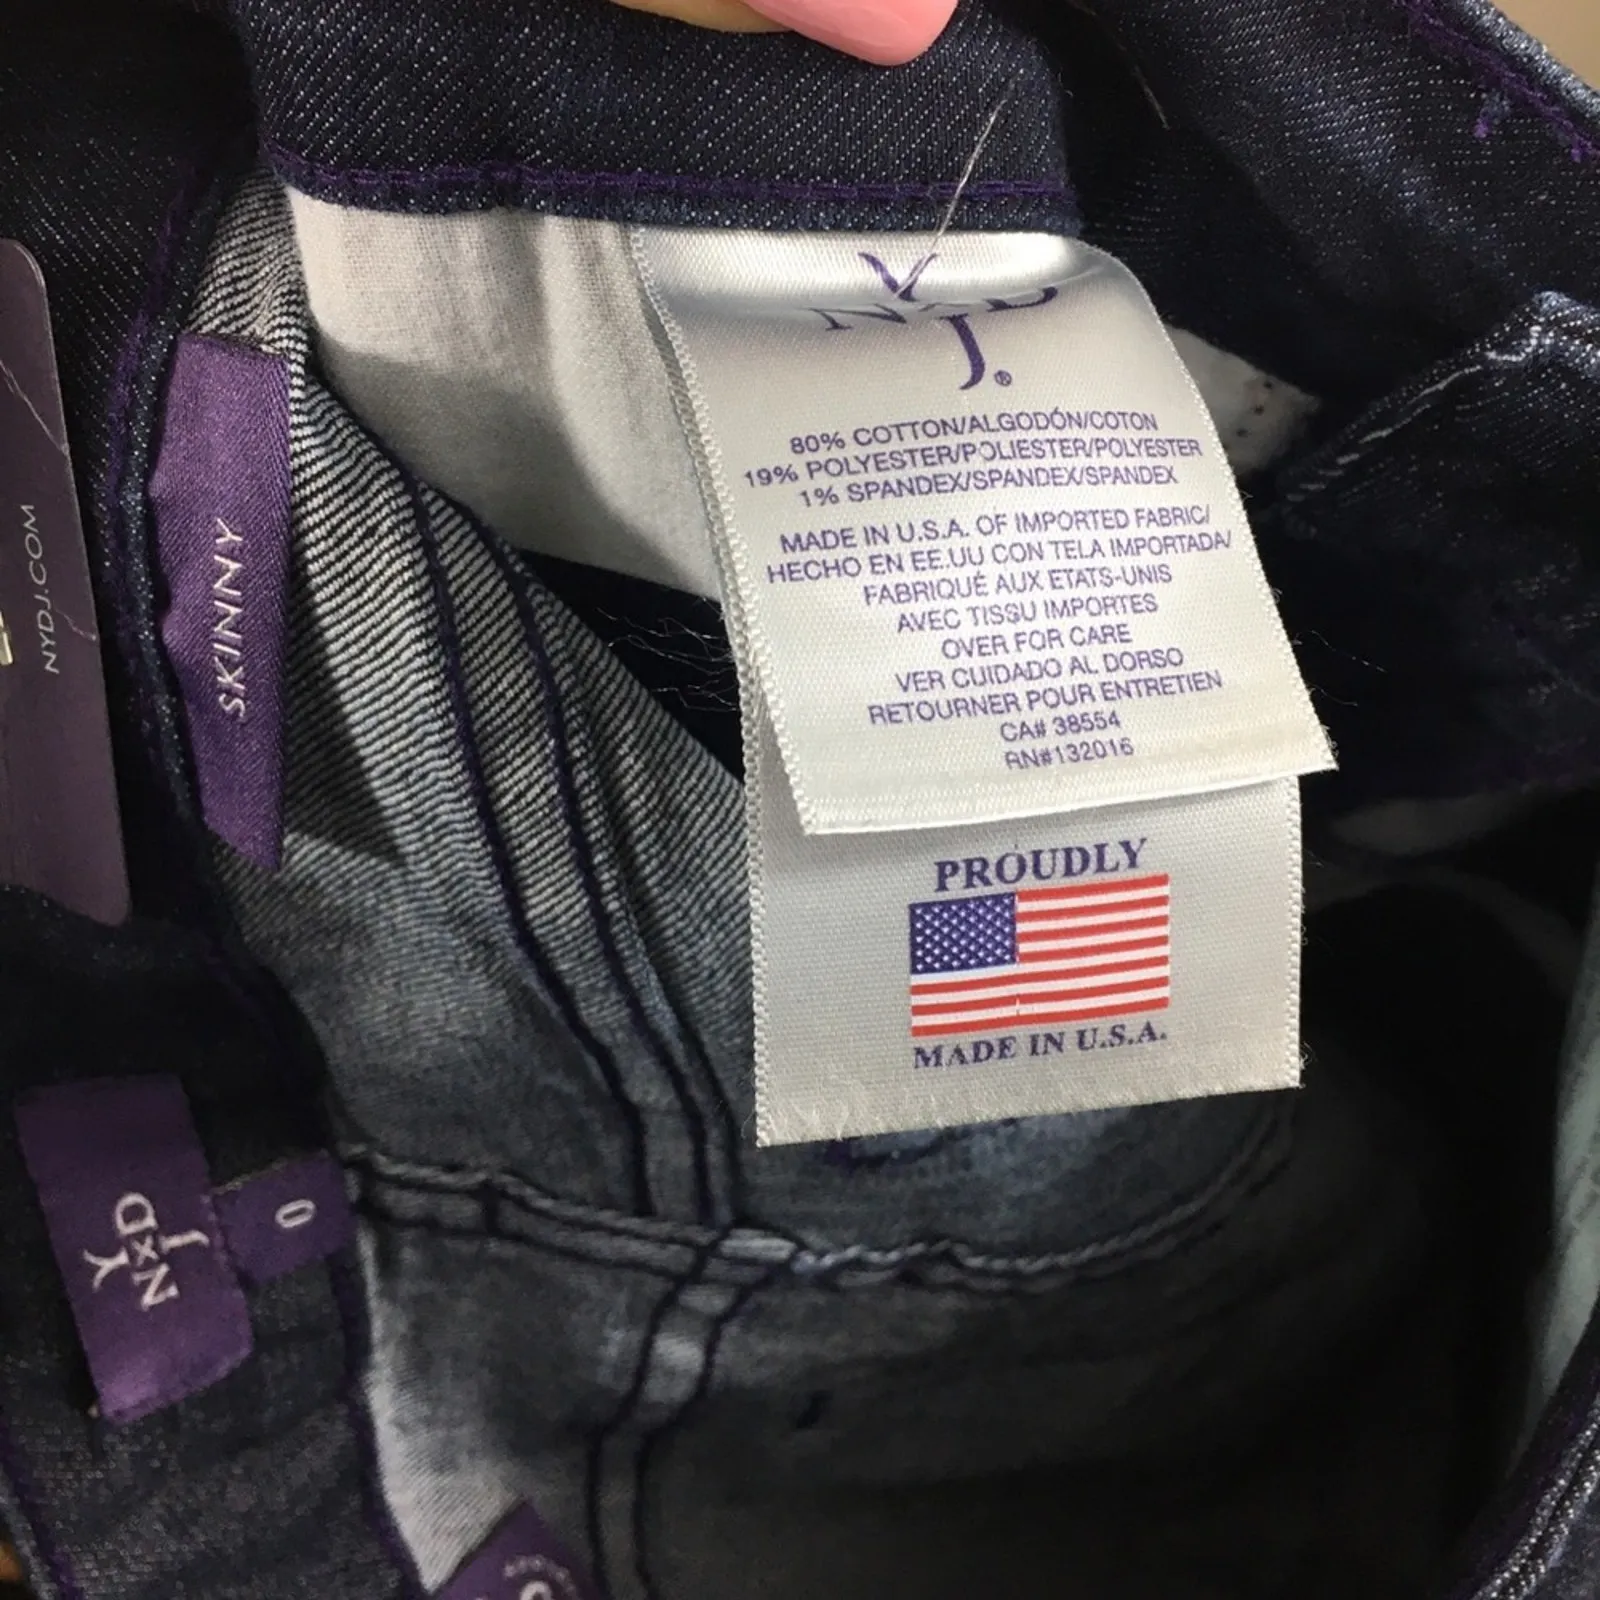 NYDJ.COM
SKINNY
NYDJ
0
NYDJ®
80% COTTON/ALGODÓN/COTON
19% POLYESTER/POLIESTER/POLYESTER
1% SPANDEX/SPANDEX/SPANDEX
MADE IN U.S.A. OF IMPORTED FABRIC/
HECHO EN EE.UU CON TELA IMPORTADA/
FABRIQUÉ AUX ETATS-UNIS
AVEC TISSU IMPORTES
OVER FOR CARE
VER CUIDADO AL DORSO
RETOURNER POUR ENTRETIEN
CA# 38554
RN#132016
PROUDLY
MADE IN U.S.A.